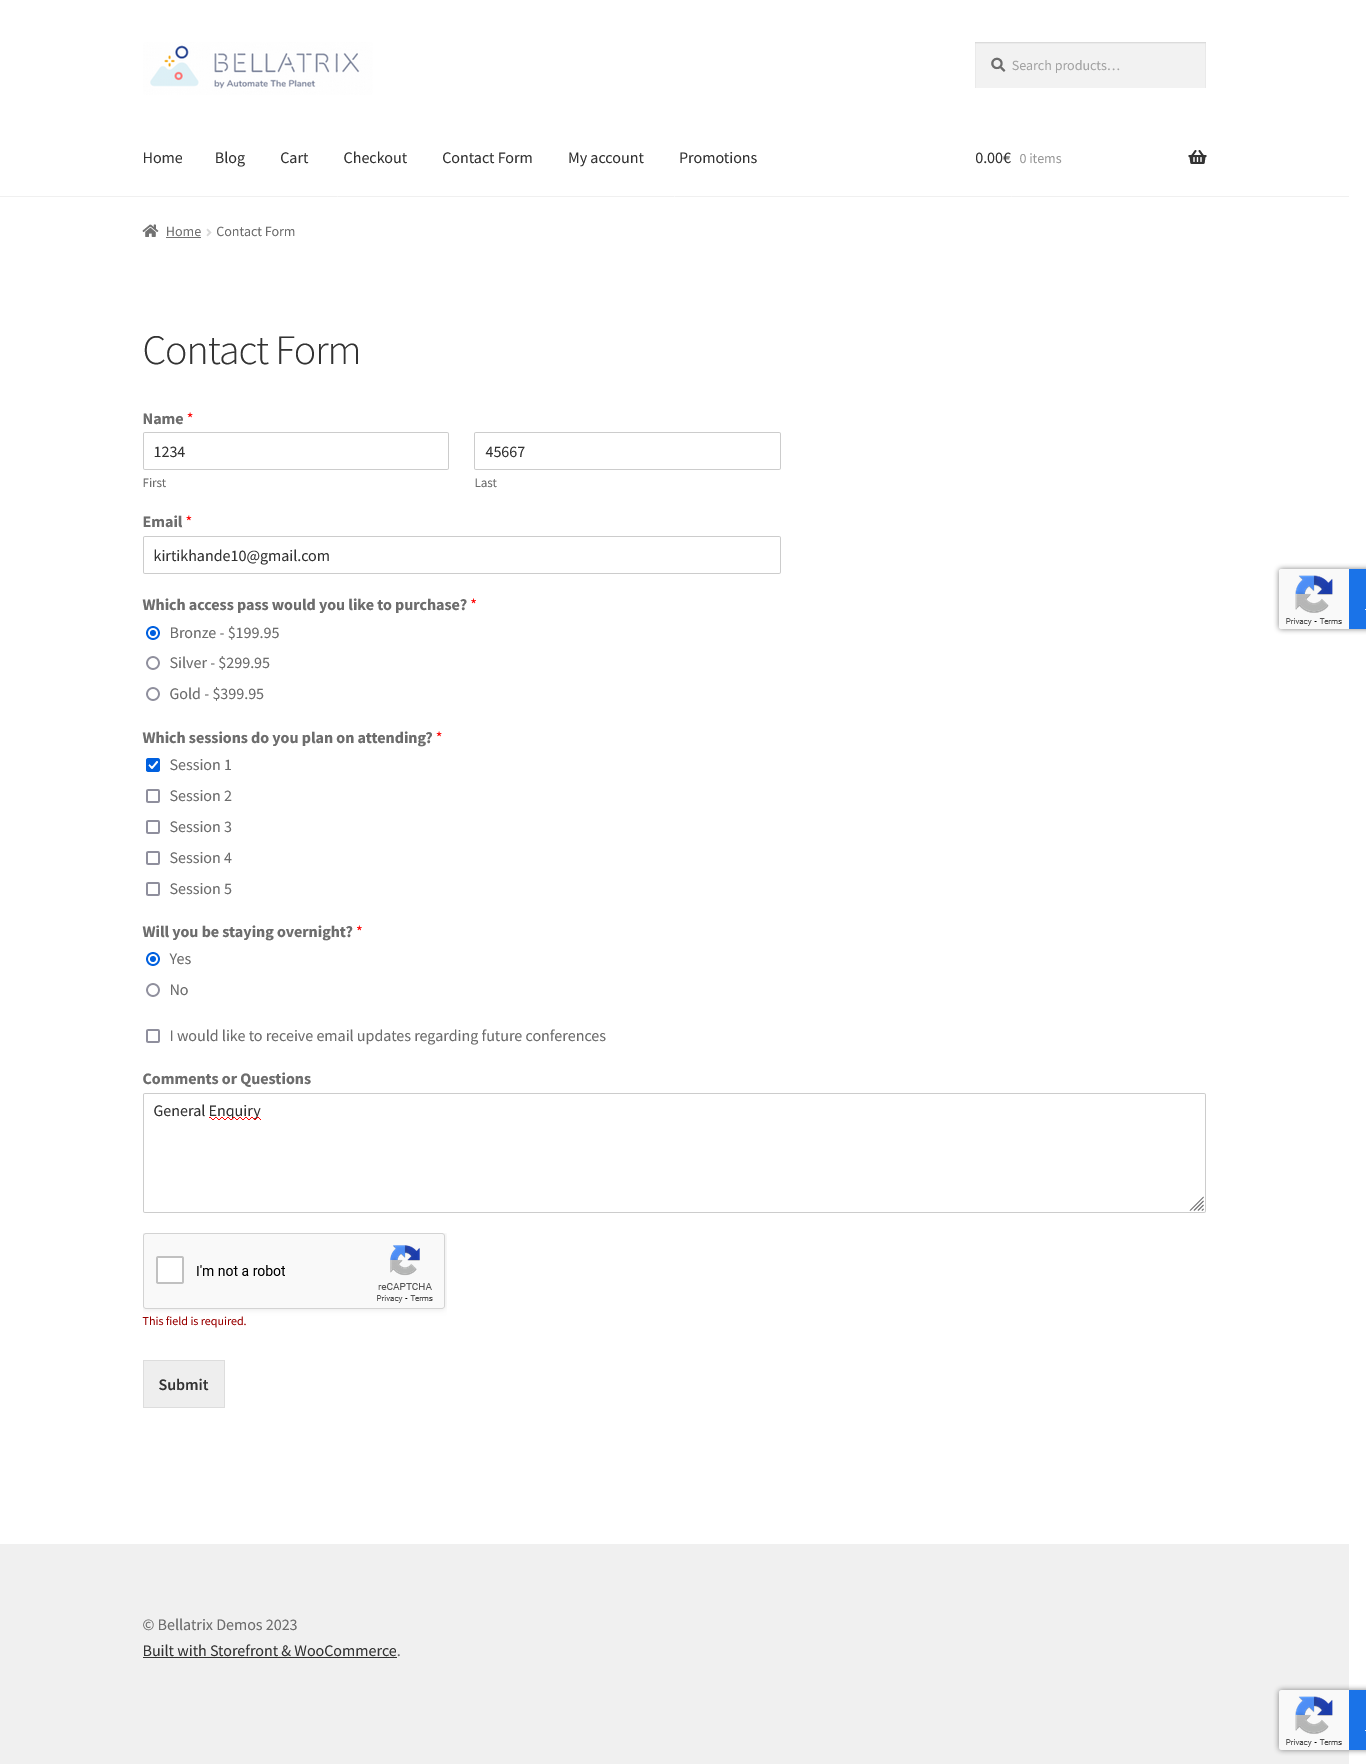 BELLATRIX
by Automate The Planet
Search products…
Home Blog Cart Checkout Contact Form My account Promotions 0.00€ 0 items
Home Contact Form
Contact Form
Name *
1234 45667
First Last
Email *
kirtikhande10@gmail.com
Privacy - Terms
Which access pass would you like to purchase? *
Bronze - $199.95
Silver - $299.95
Gold - $399.95
Which sessions do you plan on attending? *
Session 1
Session 2
Session 3
Session 4
Session 5
Will you be staying overnight? *
Yes
No
I would like to receive email updates regarding future conferences
Comments or Questions
General Enquiry
I'm not a robot
reCAPTCHA
Privacy - Terms
This field is required.
Submit
© Bellatrix Demos 2023
Built with Storefront & WooCommerce.
Privacy - Terms